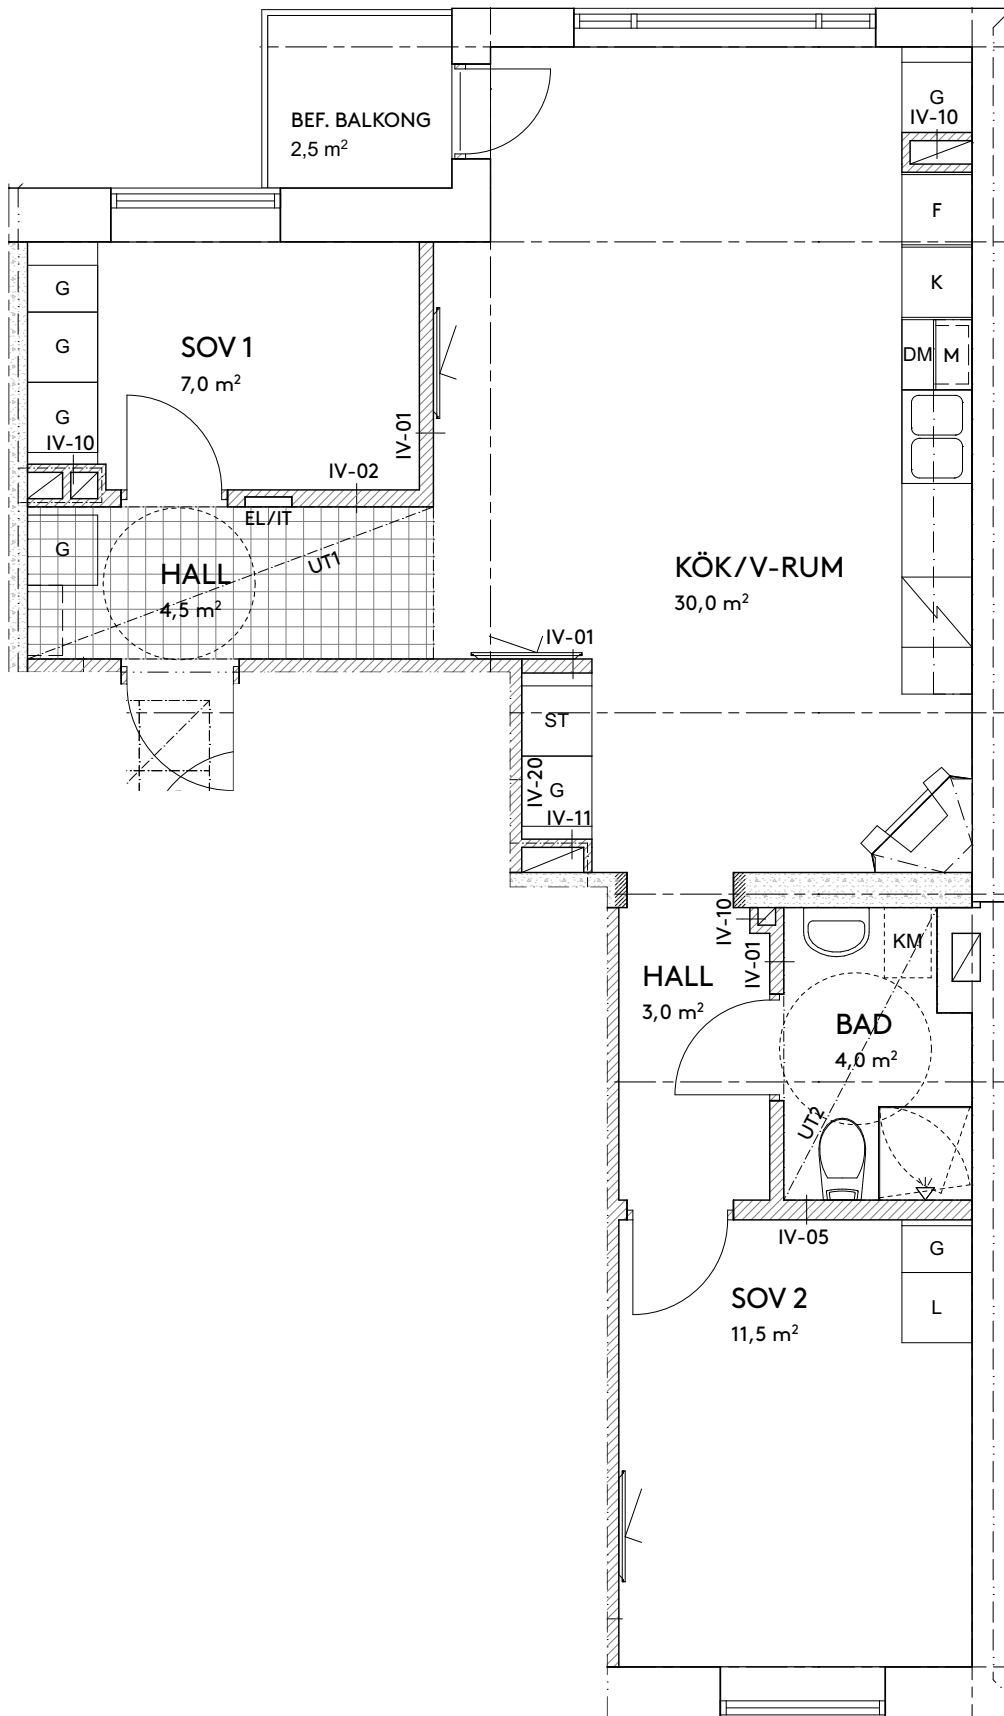 BEF. BALKONG
2,5 m²
G
IV-10
F
K
DM M
G
G
G
IV-10
SOV 1
7,0 m²
IV-01
IV-02
EL/IT
G
HALL
4,5 m²
UT1
KÖK/V-RUM
30,0 m²
IV-01
ST
IV-20
G
IV-11
IV-10
IV-01
KM
HALL
3,0 m²
BAD
4,0 m²
UT2
IV-05
G
L
SOV 2
11,5 m²